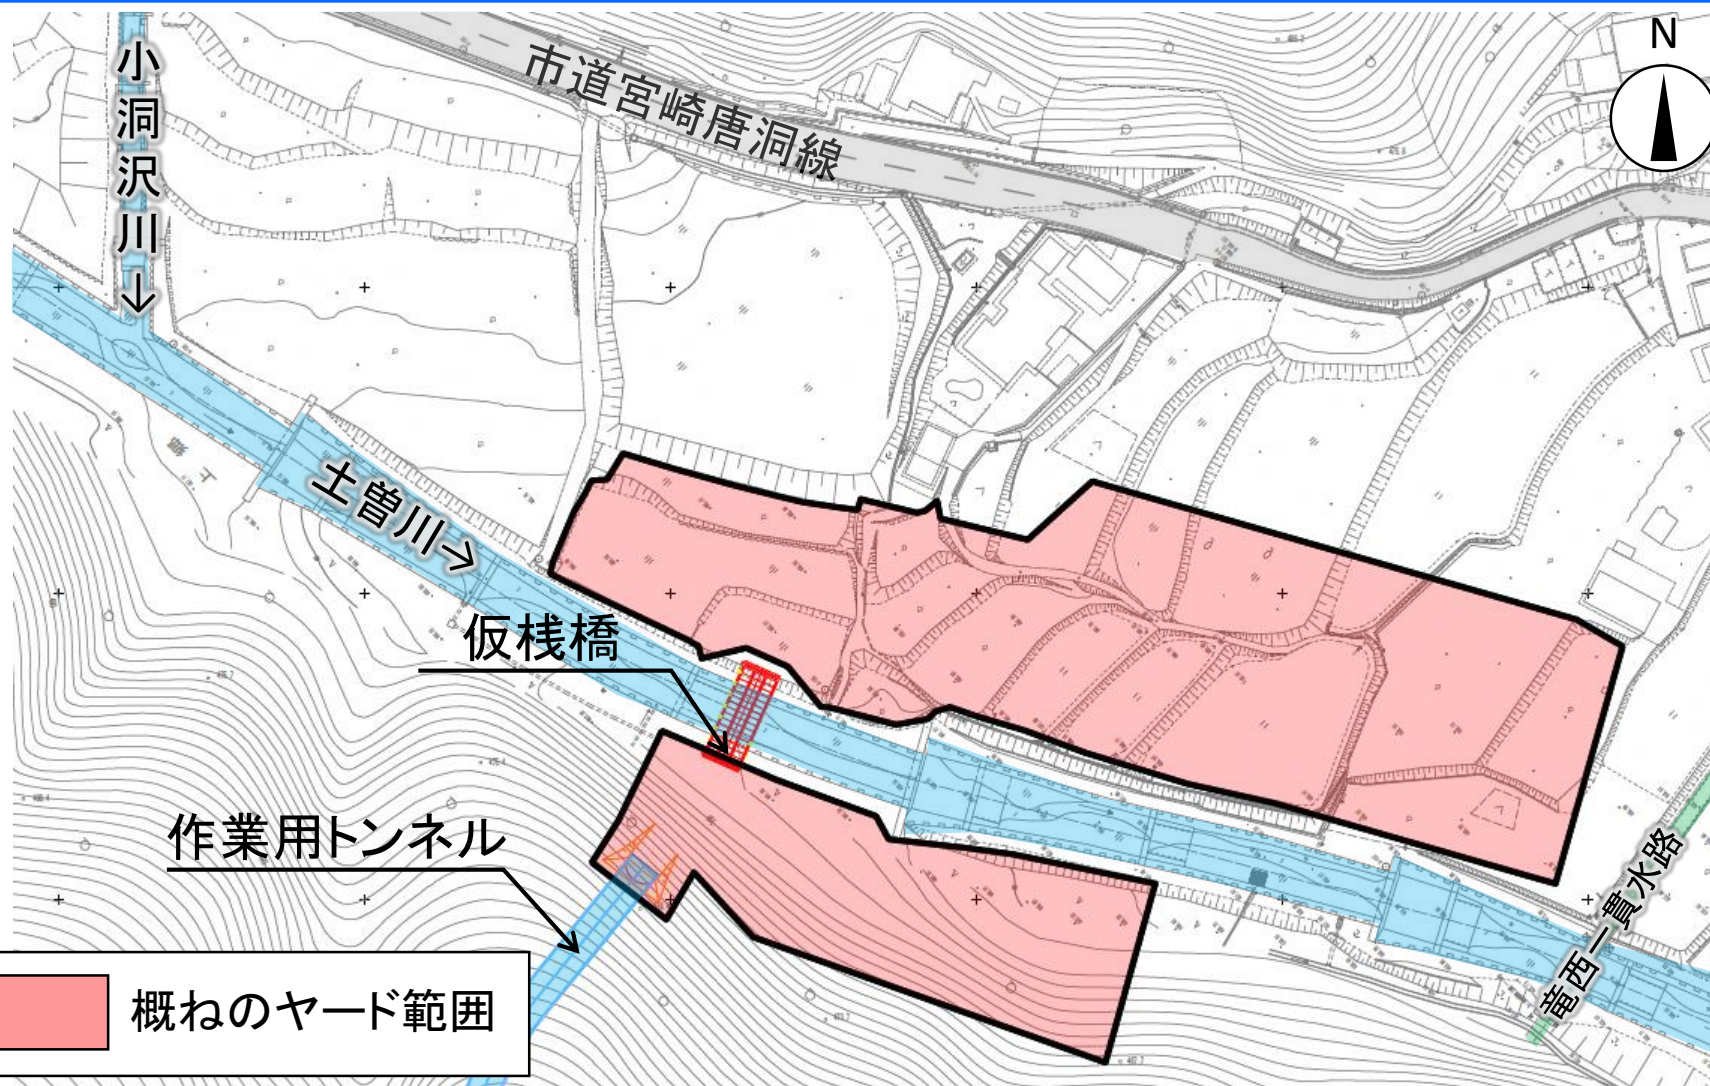 N
小洞沢川↓
市道宮崎唐洞線
土曽川→
仮桟橋
作業用トンネル
竜西一貫水路
概ねのヤード範囲